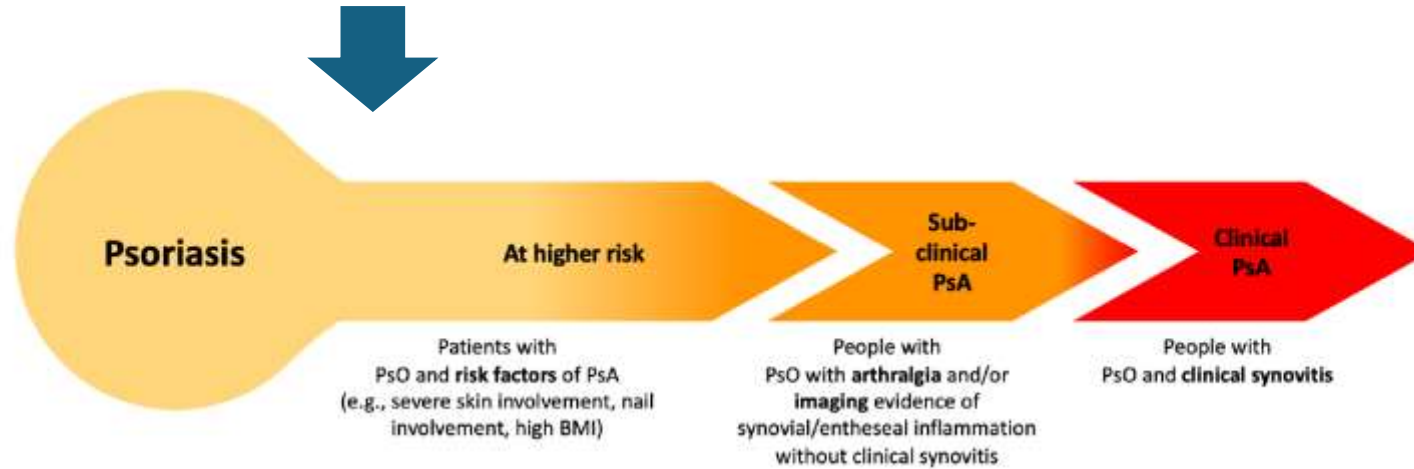 Psoriasis
At higher risk
Sub-
clinical
PsA
Clinical
PsA
Patients with
PsO and risk factors of PsA
(e.g., severe skin involvement, nail
involvement, high BMI)
People with
PsO with arthralgia and/or
imaging evidence of
synovial/entheseal inflammation
without clinical synovitis
People with
PsO and clinical synovitis